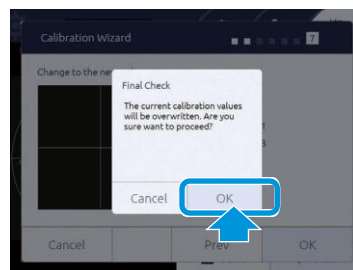 Calibration Wizard
7
Change to the ne
Final Check
The current calibration values
will be overwritten. Are you
sure want to proceed?
Cancel
OK
Cancel
Prev
OK